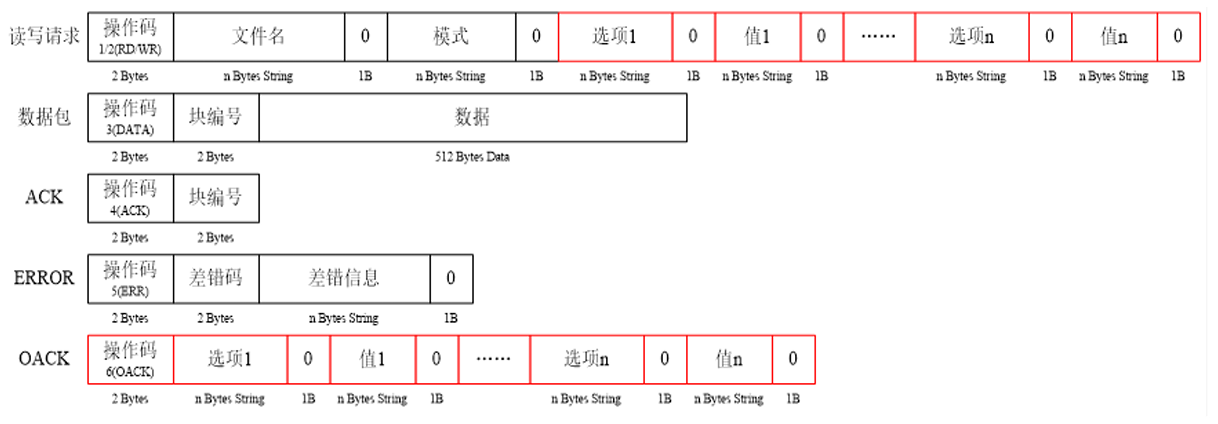 读写请求 操作码 1/2(RD/WR) 文件名 0 模式 0 选项1 0 值1 0 …… 选项n 0 值n 0
2 Bytes n Bytes String 1B n Bytes String 1B n Bytes String 1B n Bytes String 1B n Bytes String 1B n Bytes String 1B
数据包 操作码 3(DATA) 块编号 数据
2 Bytes 2 Bytes 512 Bytes Data
ACK 操作码 4(ACK) 块编号
2 Bytes 2 Bytes
ERROR 操作码 5(ERR) 差错码 差错信息 0
2 Bytes 2 Bytes n Bytes String 1B
OACK 操作码 6(OACK) 选项1 0 值1 0 …… 选项n 0 值n 0
2 Bytes n Bytes String 1B n Bytes String 1B n Bytes String 1B n Bytes String 1B